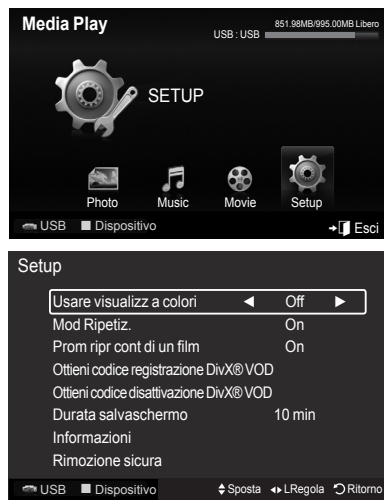 Media Play
851.98MB/995.00MB Libero
USB : USB
SETUP
Photo Music Movie Setup
USB Dispositivo Esci
Setup
Usare visualizz a colori ◀ Off ▶
Mod Ripetiz. On
Prom ripr cont di un film On
Ottieni codice registrazione DivX® VOD
Ottieni codice disattivazione DivX® VOD
Durata salvaschermo 10 min
Informazioni
Rimozione sicura
USB Dispositivo Sposta LRegola Ritorno